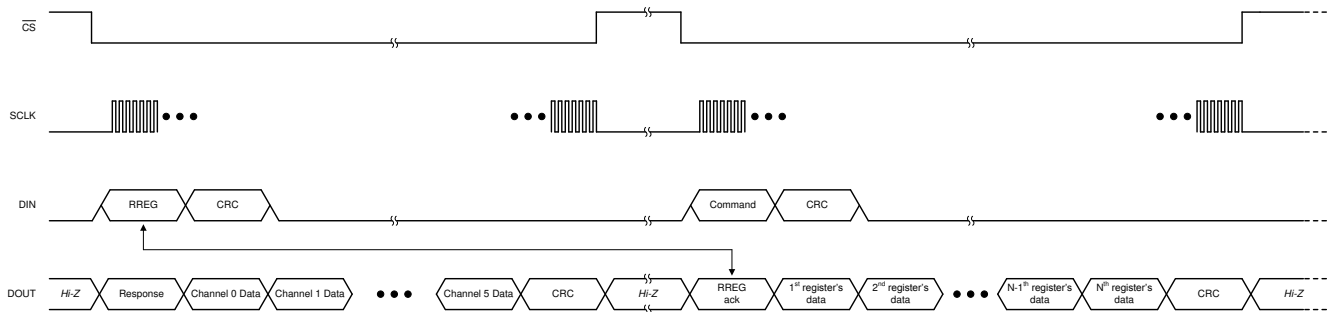 CS
SCLK
DIN
RREG
CRC
Command
CRC
DOUT
Hi-Z
Response
Channel 0 Data
Channel 1 Data
Channel 5 Data
CRC
Hi-Z
RREG
ack
1st register's
data
2nd register's
data
N-1th register's
data
Nth register's
data
CRC
Hi-Z